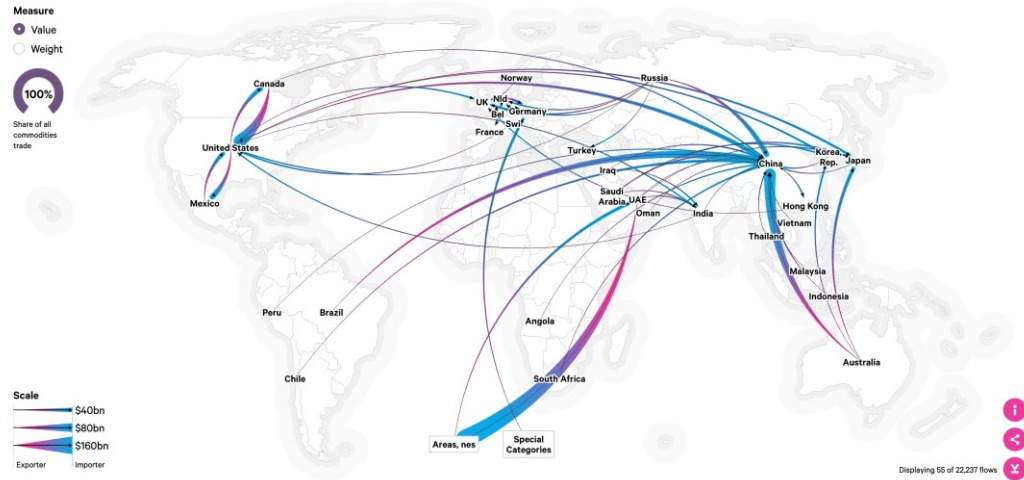 Measure
Value
Weight
100%
Share of all
commodities
trade
Canada
United States
Mexico
Norway
Russia
UK
Nld
Bel
Germany
Swi
France
Turkey
Iraq
Saudi
Arabia
UAE
Oman
India
China
Korea,
Rep.
Japan
Hong Kong
Vietnam
Thailand
Malaysia
Indonesia
Peru
Brazil
Angola
Chile
South Africa
Australia
Areas, nes
Special
Categories
Scale
$40bn
$80bn
$160bn
Exporter
Importer
Displaying 55 of 22,237 flows